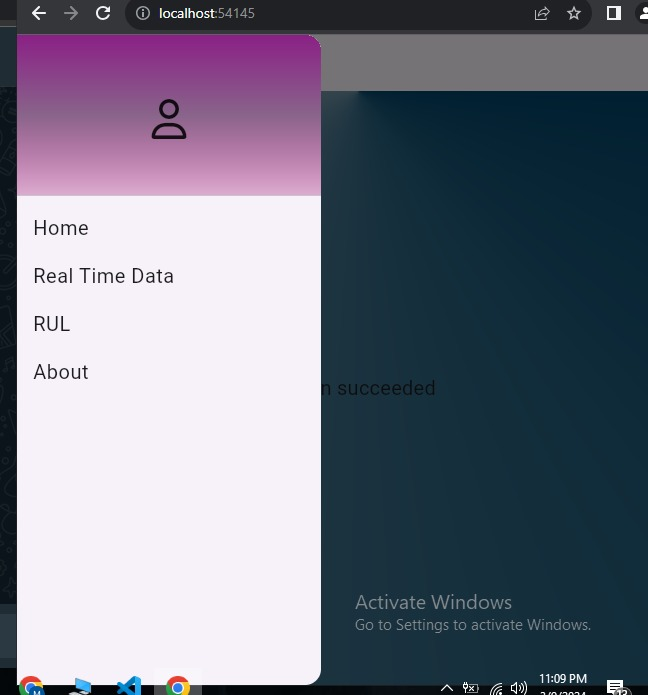 localhost:54145
Home
Real Time Data
RUL
About
n succeeded
Activate Windows
Go to Settings to activate Windows.
11:09 PM